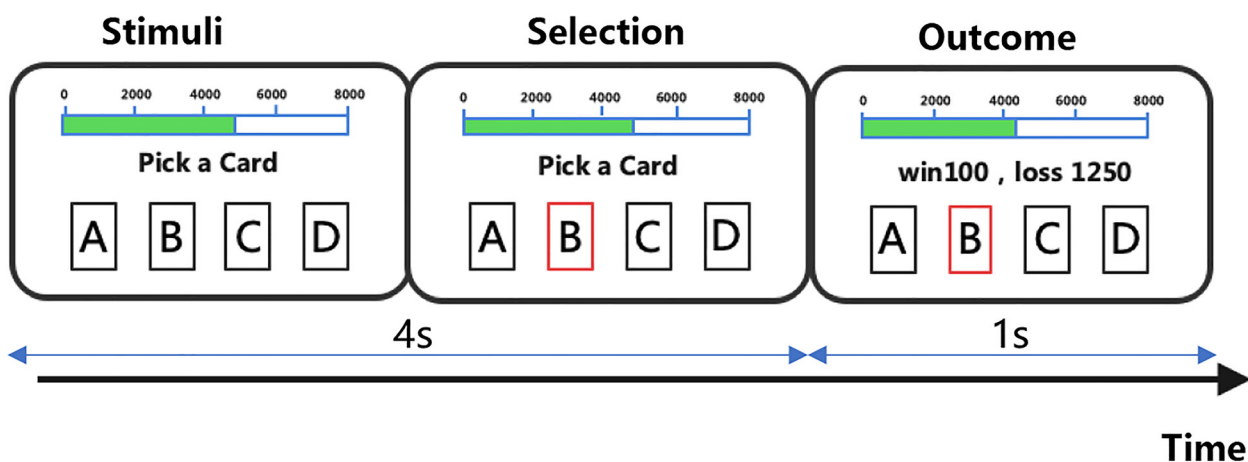 Stimuli
0 2000 4000 6000 8000
Pick a Card
A B C D
Selection
0 2000 4000 6000 8000
Pick a Card
A B C D
Outcome
0 2000 4000 6000 8000
win100 , loss 1250
A B C D
4s
1s
Time